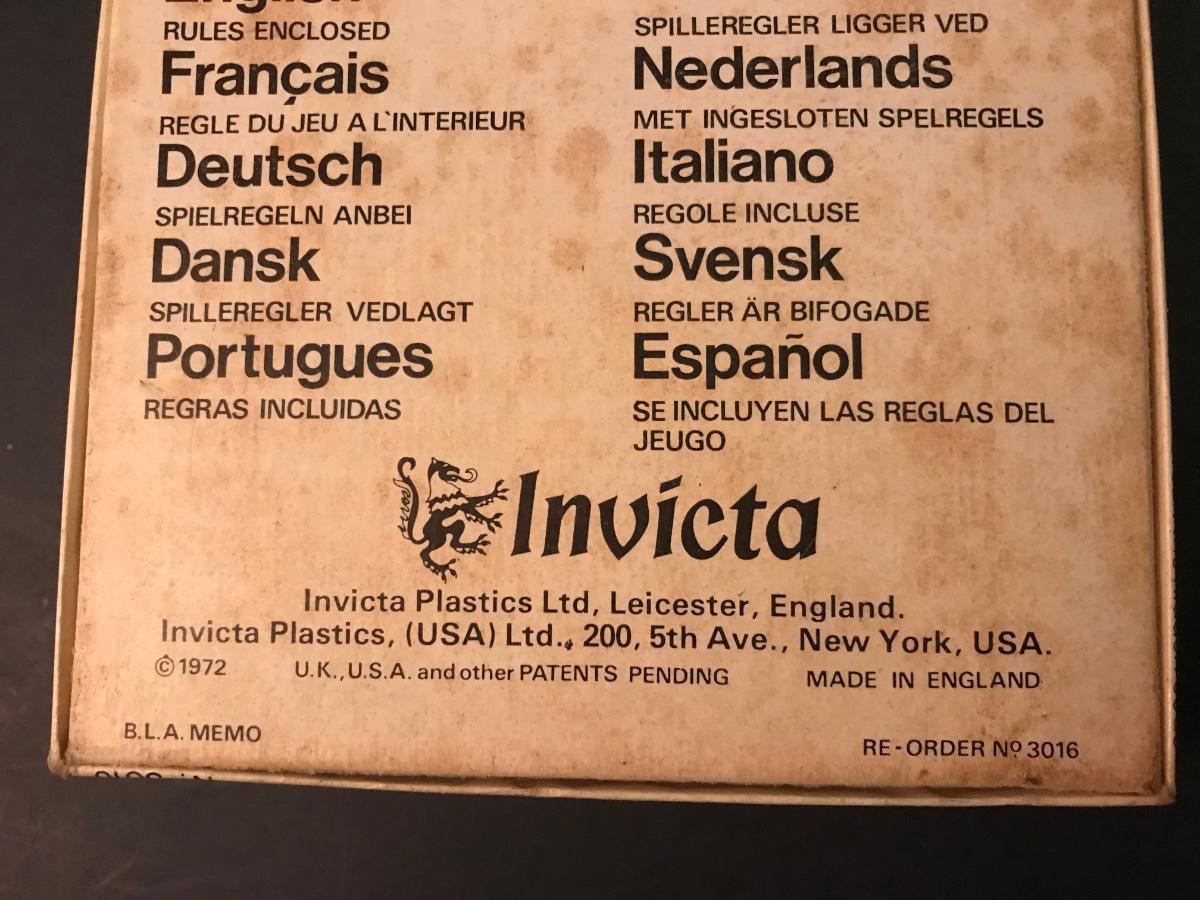 English
RULES ENCLOSED
Français
REGLE DU JEU A L'INTERIEUR
Deutsch
SPIELREGELN ANBEI
Dansk
SPILLEREGLER VEDLAGT
Portugues
REGRAS INCLUIDAS
SPILLEREGLER LIGGER VED
Nederlands
MET INGESLOTEN SPELREGELS
Italiano
REGOLE INCLUSE
Svensk
REGLER ÄR BIFOGADE
Español
SE INCLUYEN LAS REGLAS DEL
JEUGO
Invicta
Invicta Plastics Ltd, Leicester, England.
Invicta Plastics, (USA) Ltd., 200, 5th Ave., New York, USA.
©1972 U.K., U.S.A. and other PATENTS PENDING MADE IN ENGLAND
B.L.A. MEMO
RE-ORDER Nº 3016